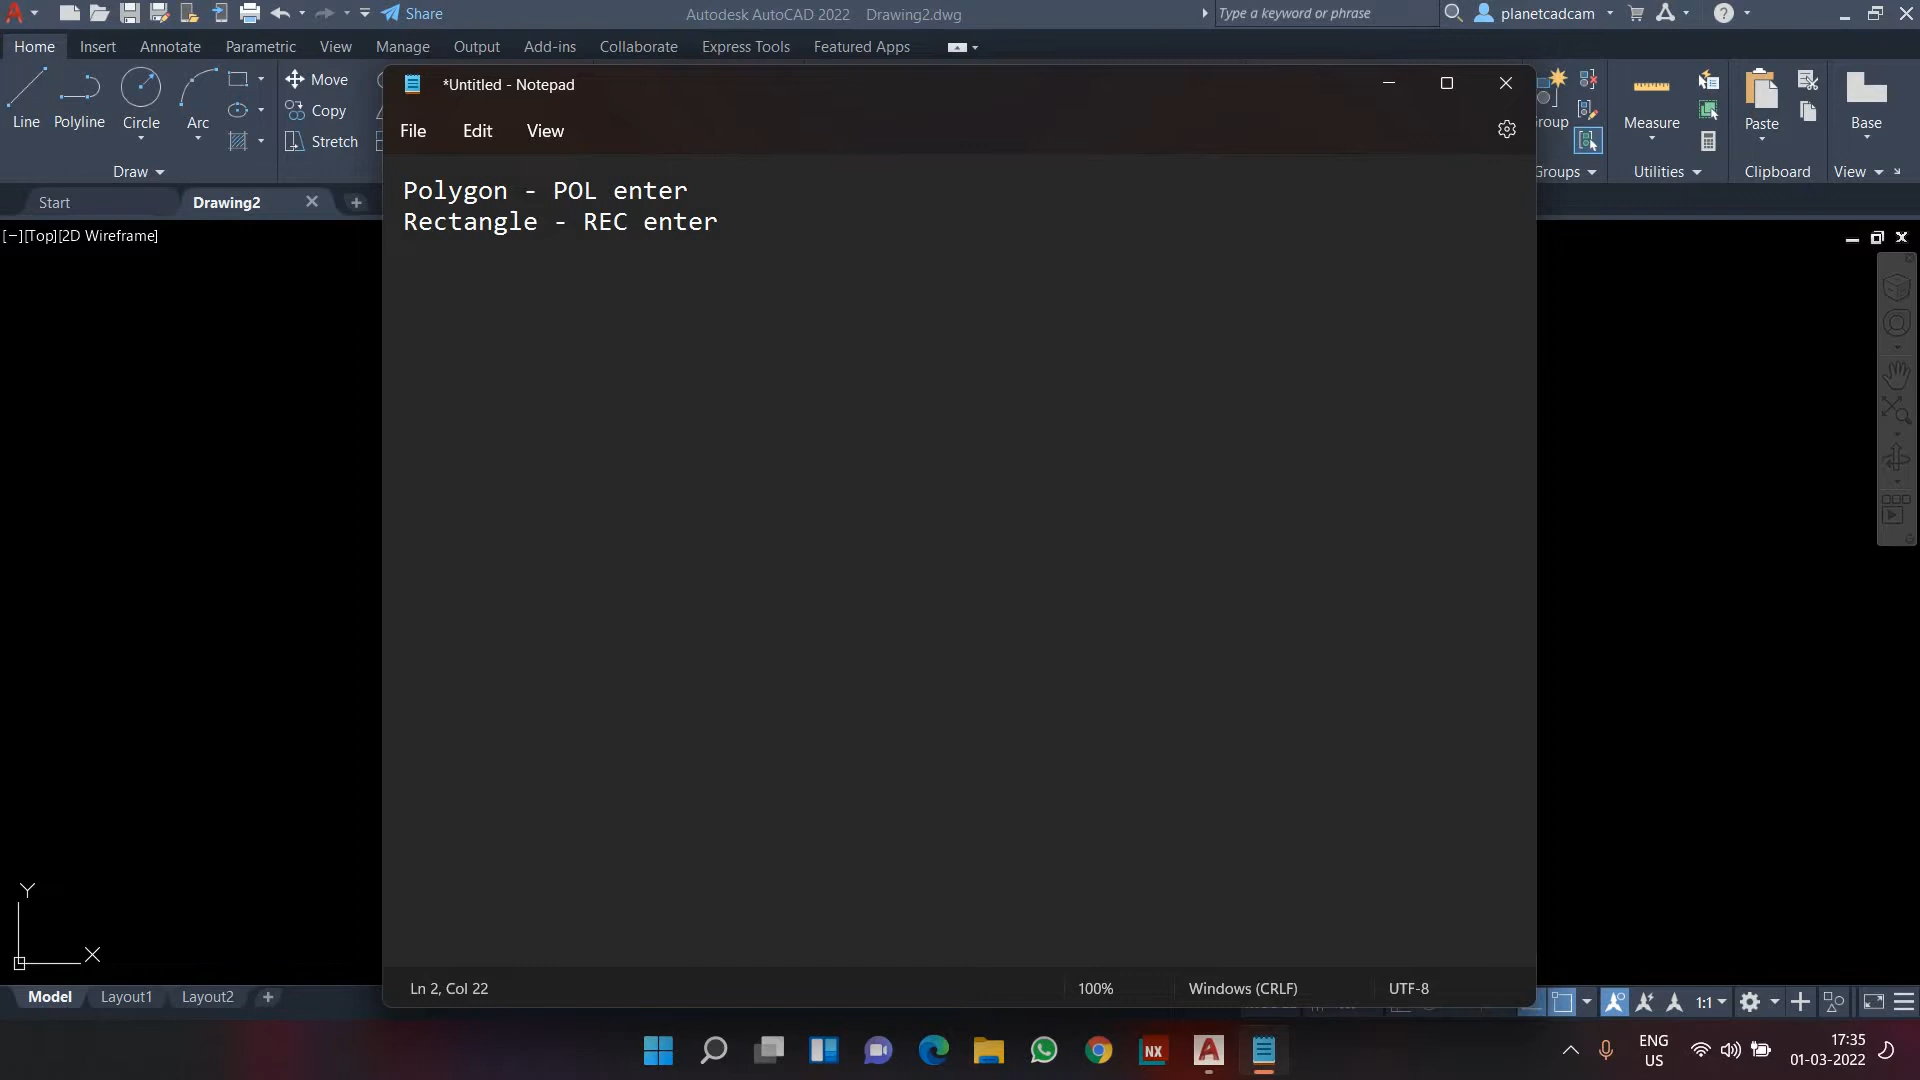 Share
Autodesk AutoCAD 2022 Drawing2.dwg
Type a keyword or phrase
planetcadcam
Home Insert Annotate Parametric View Manage Output Add-ins Collaborate Express Tools Featured Apps
Line Polyline Circle Arc
Move
Copy
Stretch
Draw
Measure
Paste
Base
Utilities
Clipboard
View
Start
Drawing2
[−][Top][2D Wireframe]
*Untitled - Notepad
File Edit View
Polygon - POL enter
Rectangle - REC enter
Ln 2, Col 22
100%
Windows (CRLF)
UTF-8
Y
X
Model Layout1 Layout2
1:1
NX
ENG
US
17:35
01-03-2022